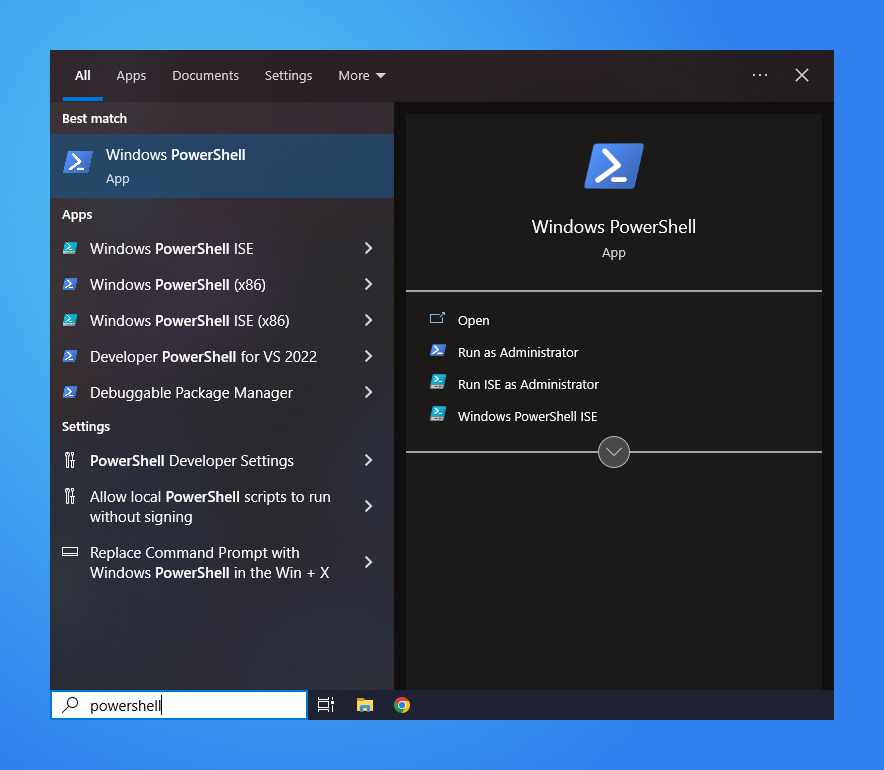 All Apps Documents Settings More
Best match
Windows PowerShell
App
Apps
Windows PowerShell ISE
Windows PowerShell (x86)
Windows PowerShell ISE (x86)
Developer PowerShell for VS 2022
Debuggable Package Manager
Settings
PowerShell Developer Settings
Allow local PowerShell scripts to run
without signing
Replace Command Prompt with
Windows PowerShell in the Win + X
Windows PowerShell
App
Open
Run as Administrator
Run ISE as Administrator
Windows PowerShell ISE
powershell